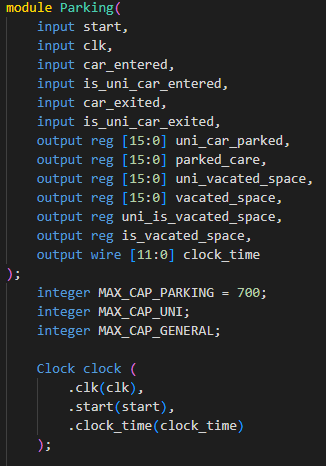 module Parking(
    input start,
    input clk,
    input car_entered,
    input is_uni_car_entered,
    input car_exited,
    input is_uni_car_exited,
    output reg [15:0] uni_car_parked,
    output reg [15:0] parked_care,
    output reg [15:0] uni_vacated_space,
    output reg [15:0] vacated_space,
    output reg uni_is_vacated_space,
    output reg is_vacated_space,
    output wire [11:0] clock_time
);
    integer MAX_CAP_PARKING = 700;
    integer MAX_CAP_UNI;
    integer MAX_CAP_GENERAL;
    Clock clock (
        .clk(clk),
        .start(start),
        .clock_time(clock_time)
    );